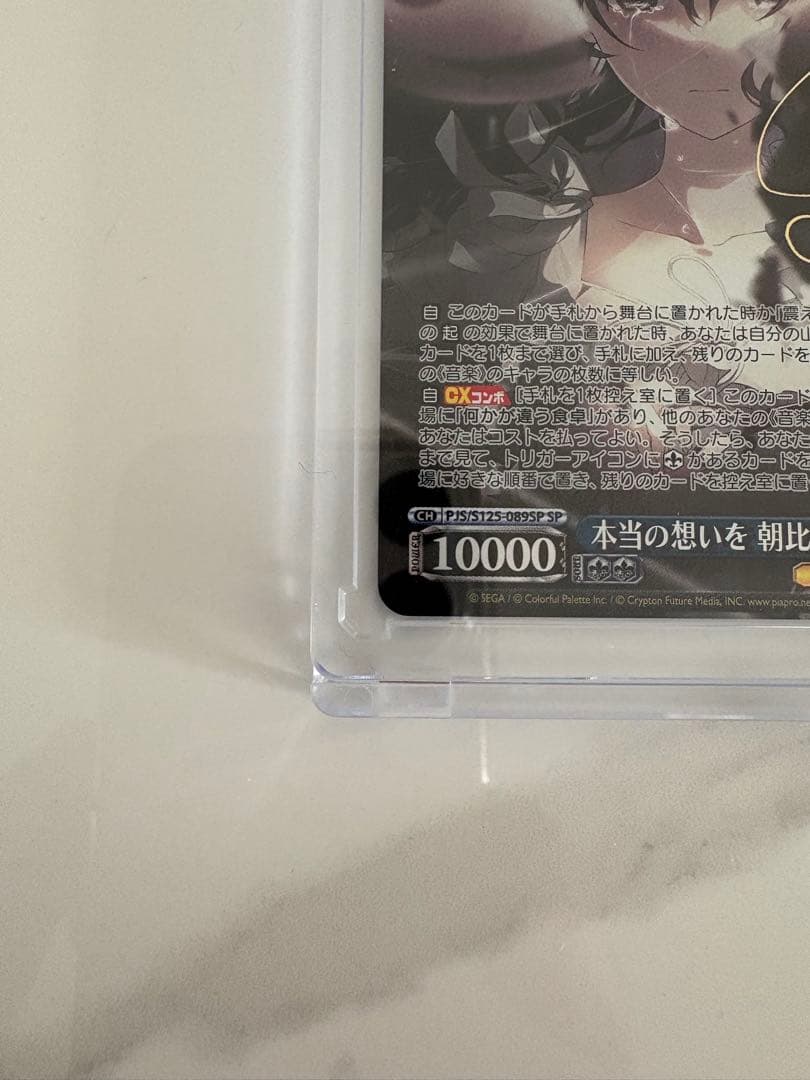 自 このカードが手札から舞台に置かれた時か「震え
の 起 の効果で舞台に置かれた時、あなたは自分の山
カードを1枚まで選び、手札に加え、残りのカードを
の《音楽》のキャラの枚数に等しい。
自 CXコンボ [手札を1枚控え室に置く] このカード
場に「何かが違う食卓」があり、他のあなたの《音楽
あなたはコストを払ってよい。そうしたら、あなた
まで見て、トリガーアイコンに があるカードを
場に好きな順番で置き、残りのカードを控え室に置
CH PJS/S125-089SP SP
POWER 10000 本当の想いを 朝比
SOUL
© SEGA / © Colorful Palette Inc. / © Crypton Future Media, INC. www.piapro.ne